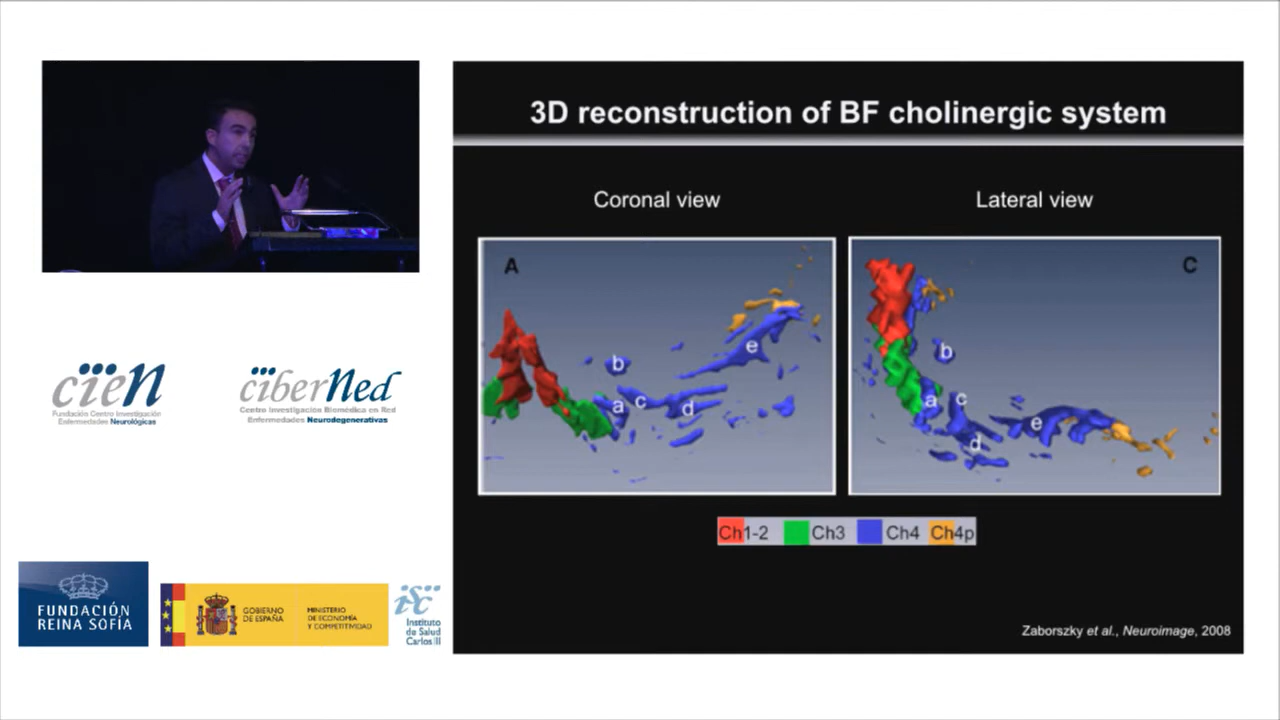 3D reconstruction of BF cholinergic system
Coronal view
Lateral view
A
b
a
c
d
e
C
b
a
c
d
e
Ch1-2 Ch3 Ch4 Ch4p
Zaborszky et al., Neuroimage, 2008
cien
Fundación Centro Investigación
Enfermedades Neurológicas
ciberNed
Centro Investigación Biomédica en Red
Enfermedades Neurodegenerativas
FUNDACIÓN
REINA SOFÍA
GOBIERNO
DE ESPAÑA
MINISTERIO
DE ECONOMÍA
Y COMPETITIVIDAD
isc
Instituto
de Salud
Carlos III